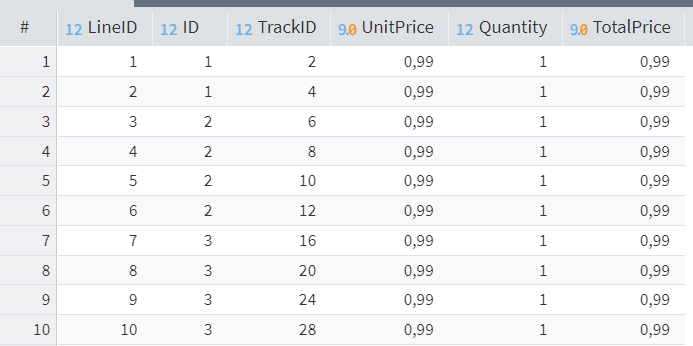 # 12 LineID 12 ID 12 TrackID 9.0 UnitPrice 12 Quantity 9.0 TotalPrice
1 1 1 2 0,99 1 0,99
2 2 1 4 0,99 1 0,99
3 3 2 6 0,99 1 0,99
4 4 2 8 0,99 1 0,99
5 5 2 10 0,99 1 0,99
6 6 2 12 0,99 1 0,99
7 7 3 16 0,99 1 0,99
8 8 3 20 0,99 1 0,99
9 9 3 24 0,99 1 0,99
10 10 3 28 0,99 1 0,99